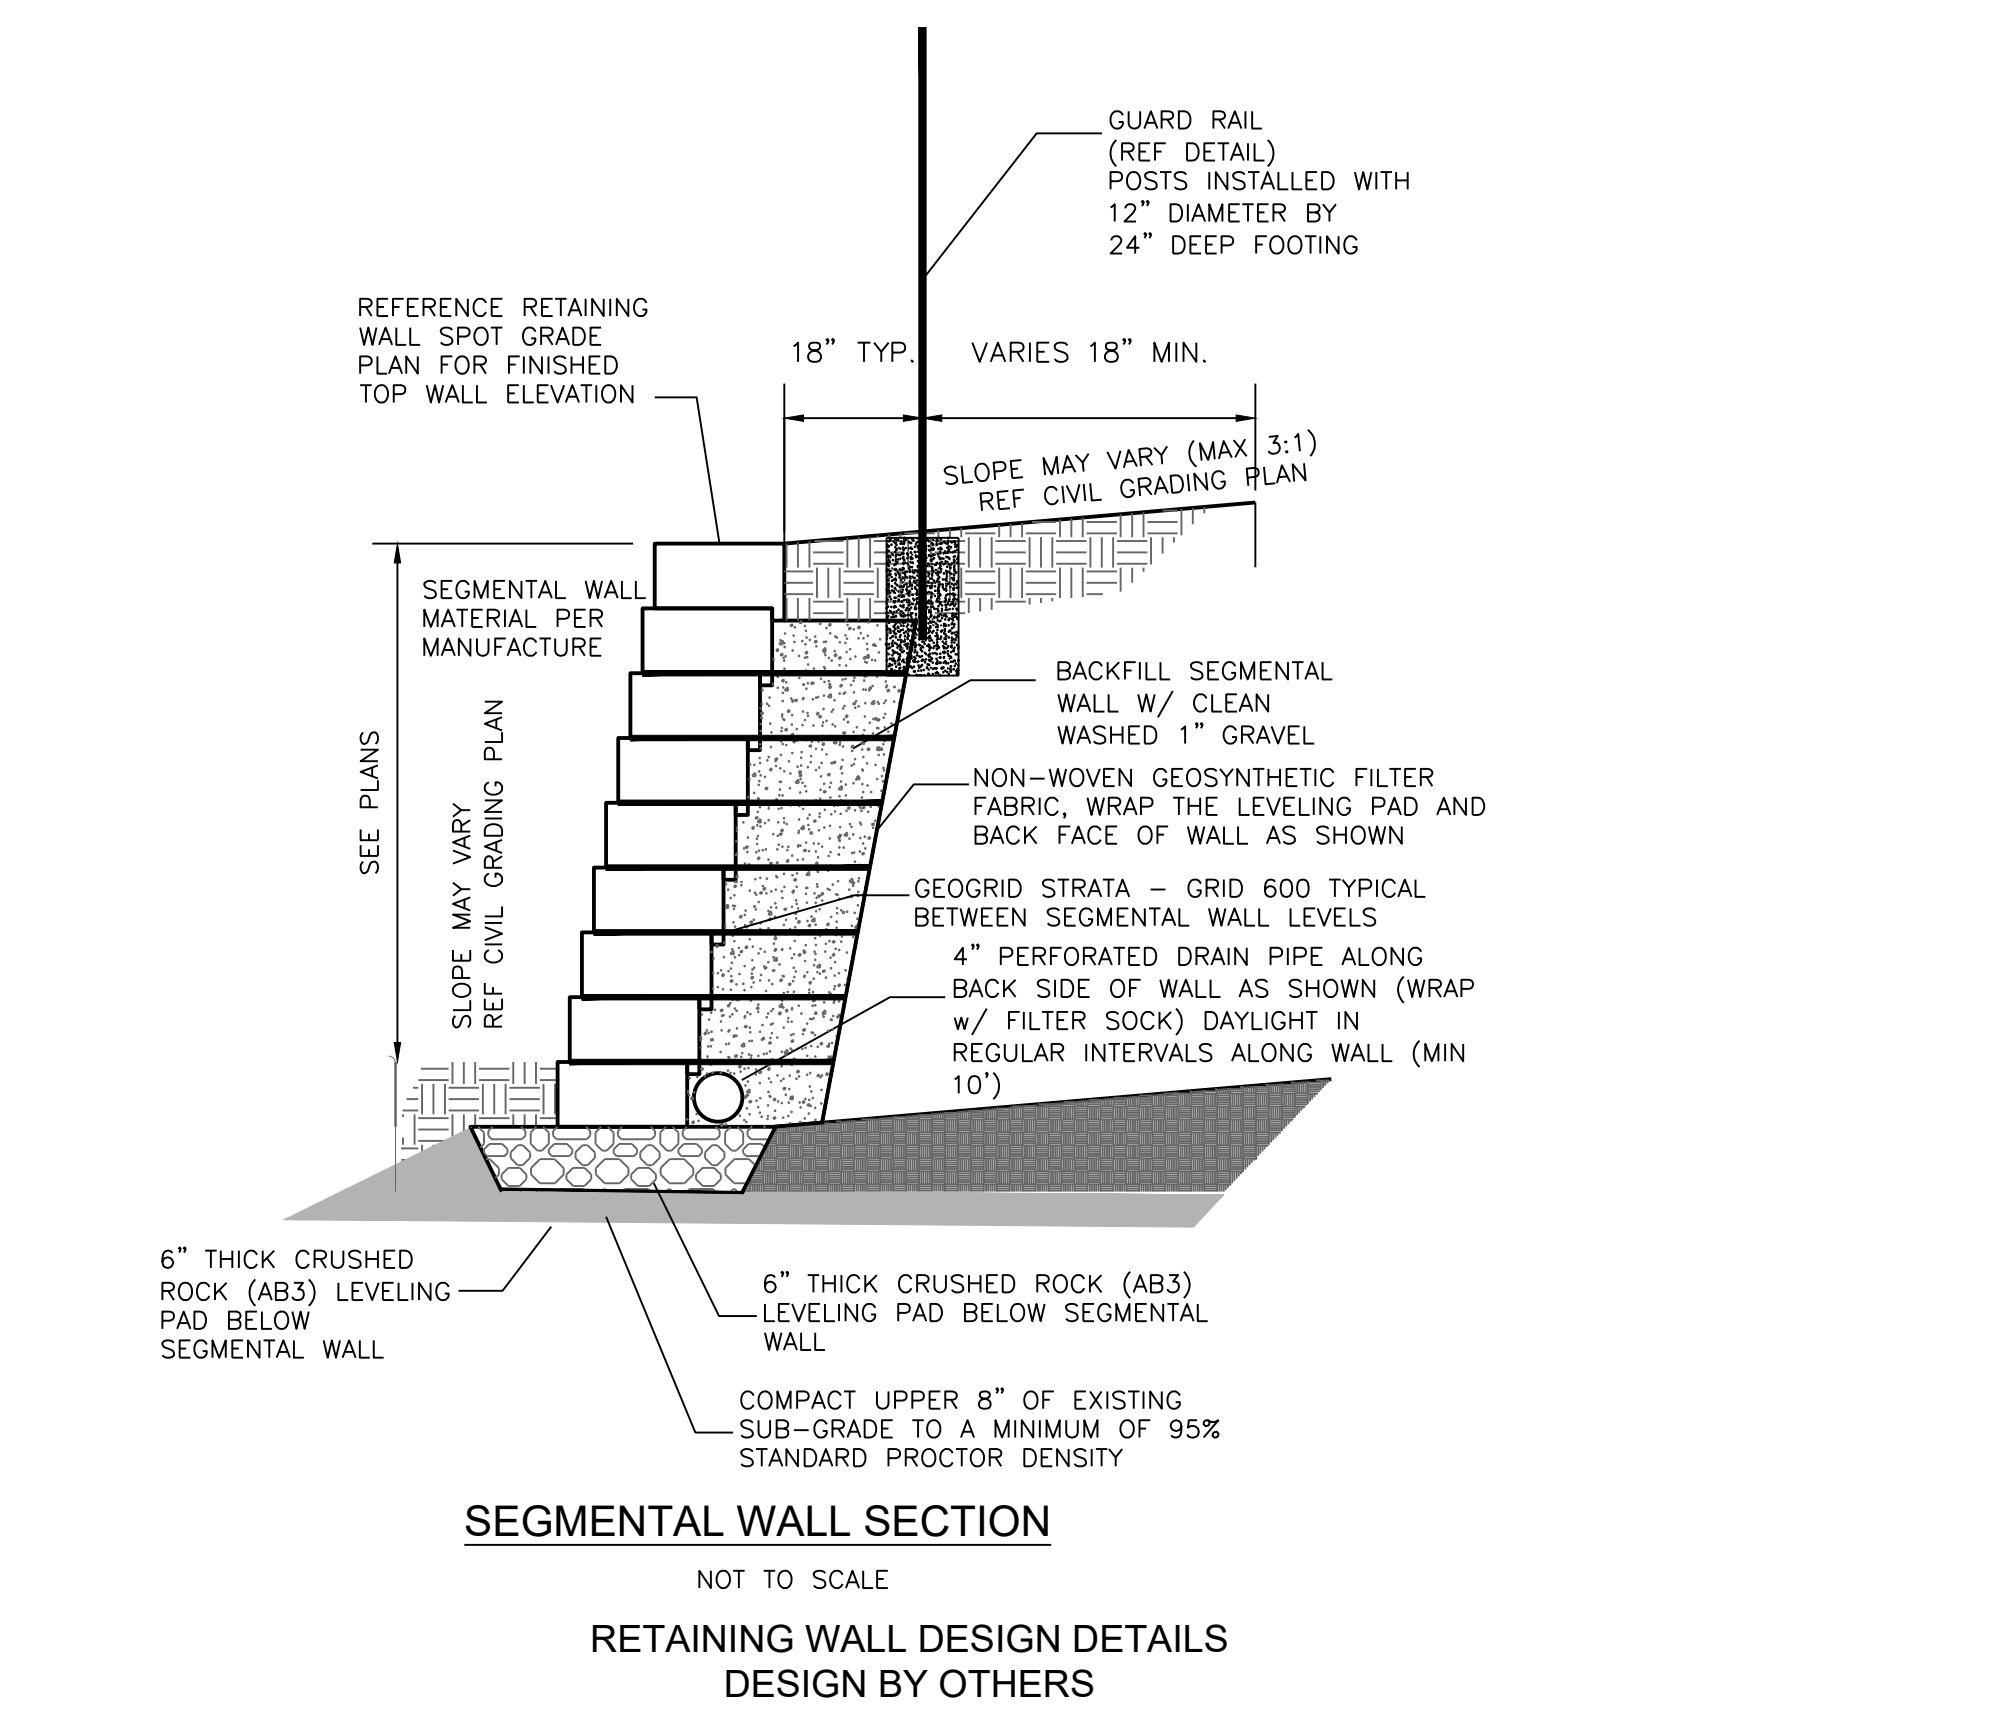 GUARD RAIL
(REF DETAIL)
POSTS INSTALLED WITH
12” DIAMETER BY
24” DEEP FOOTING
REFERENCE RETAINING
WALL SPOT GRADE
PLAN FOR FINISHED
TOP WALL ELEVATION
18” TYP.
VARIES 18” MIN.
SLOPE MAY VARY (MAX 3:1)
REF CIVIL GRADING PLAN
SEGMENTAL WALL
MATERIAL PER
MANUFACTURE
SEE PLANS
SLOPE MAY VARY
REF CIVIL GRADING PLAN
BACKFILL SEGMENTAL
WALL W/ CLEAN
WASHED 1” GRAVEL
NON-WOVEN GEOSYNTHETIC FILTER
FABRIC, WRAP THE LEVELING PAD AND
BACK FACE OF WALL AS SHOWN
GEOGRID STRATA - GRID 600 TYPICAL
BETWEEN SEGMENTAL WALL LEVELS
4” PERFORATED DRAIN PIPE ALONG
BACK SIDE OF WALL AS SHOWN (WRAP
w/ FILTER SOCK) DAYLIGHT IN
REGULAR INTERVALS ALONG WALL (MIN
10’)
6” THICK CRUSHED
ROCK (AB3) LEVELING
PAD BELOW
SEGMENTAL WALL
6” THICK CRUSHED ROCK (AB3)
LEVELING PAD BELOW SEGMENTAL
WALL
COMPACT UPPER 8” OF EXISTING
SUB-GRADE TO A MINIMUM OF 95%
STANDARD PROCTOR DENSITY
SEGMENTAL WALL SECTION
NOT TO SCALE
RETAINING WALL DESIGN DETAILS
DESIGN BY OTHERS